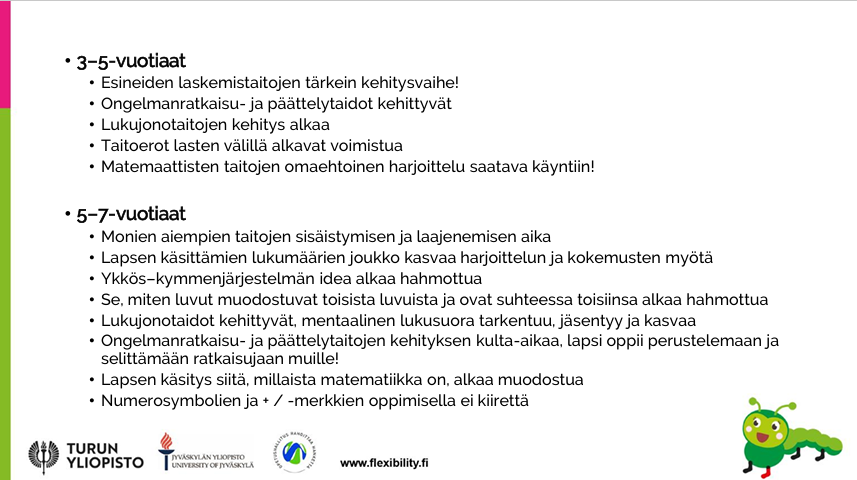 • 3–5-vuotiaat
• Esineiden laskemistaitojen tärkein kehitysvaihe!
• Ongelmanratkaisu- ja päättelytaidot kehittyvät
• Lukujonotaitojen kehitys alkaa
• Taitoerot lasten välillä alkavat voimistua
• Matemaattisten taitojen omaehtoinen harjoittelu saatava käyntiin!
• 5–7-vuotiaat
• Monien aiempien taitojen sisäistymisen ja laajenemisen aika
• Lapsen käsittämien lukumäärien joukko kasvaa harjoittelun ja kokemusten myötä
• Ykkös–kymmenjärjestelmän idea alkaa hahmottua
• Se, miten luvut muodostuvat toisista luvuista ja ovat suhteessa toisiinsa alkaa hahmottua
• Lukujonotaidot kehittyvät, mentaalinen lukusuora tarkentuu, jäsentyy ja kasvaa
• Ongelmanratkaisu- ja päättelytaitojen kehityksen kulta-aikaa, lapsi oppii perustelemaan ja
selittämään ratkaisujaan muille!
• Lapsen käsitys siitä, millaista matematiikka on, alkaa muodostua
• Numerosymbolien ja + / -merkkien oppimisella ei kiirettä
TURUN
YLIOPISTO
JYVÄSKYLÄN YLIOPISTO
UNIVERSITY OF JYVÄSKYLÄ
www.flexibility.fi